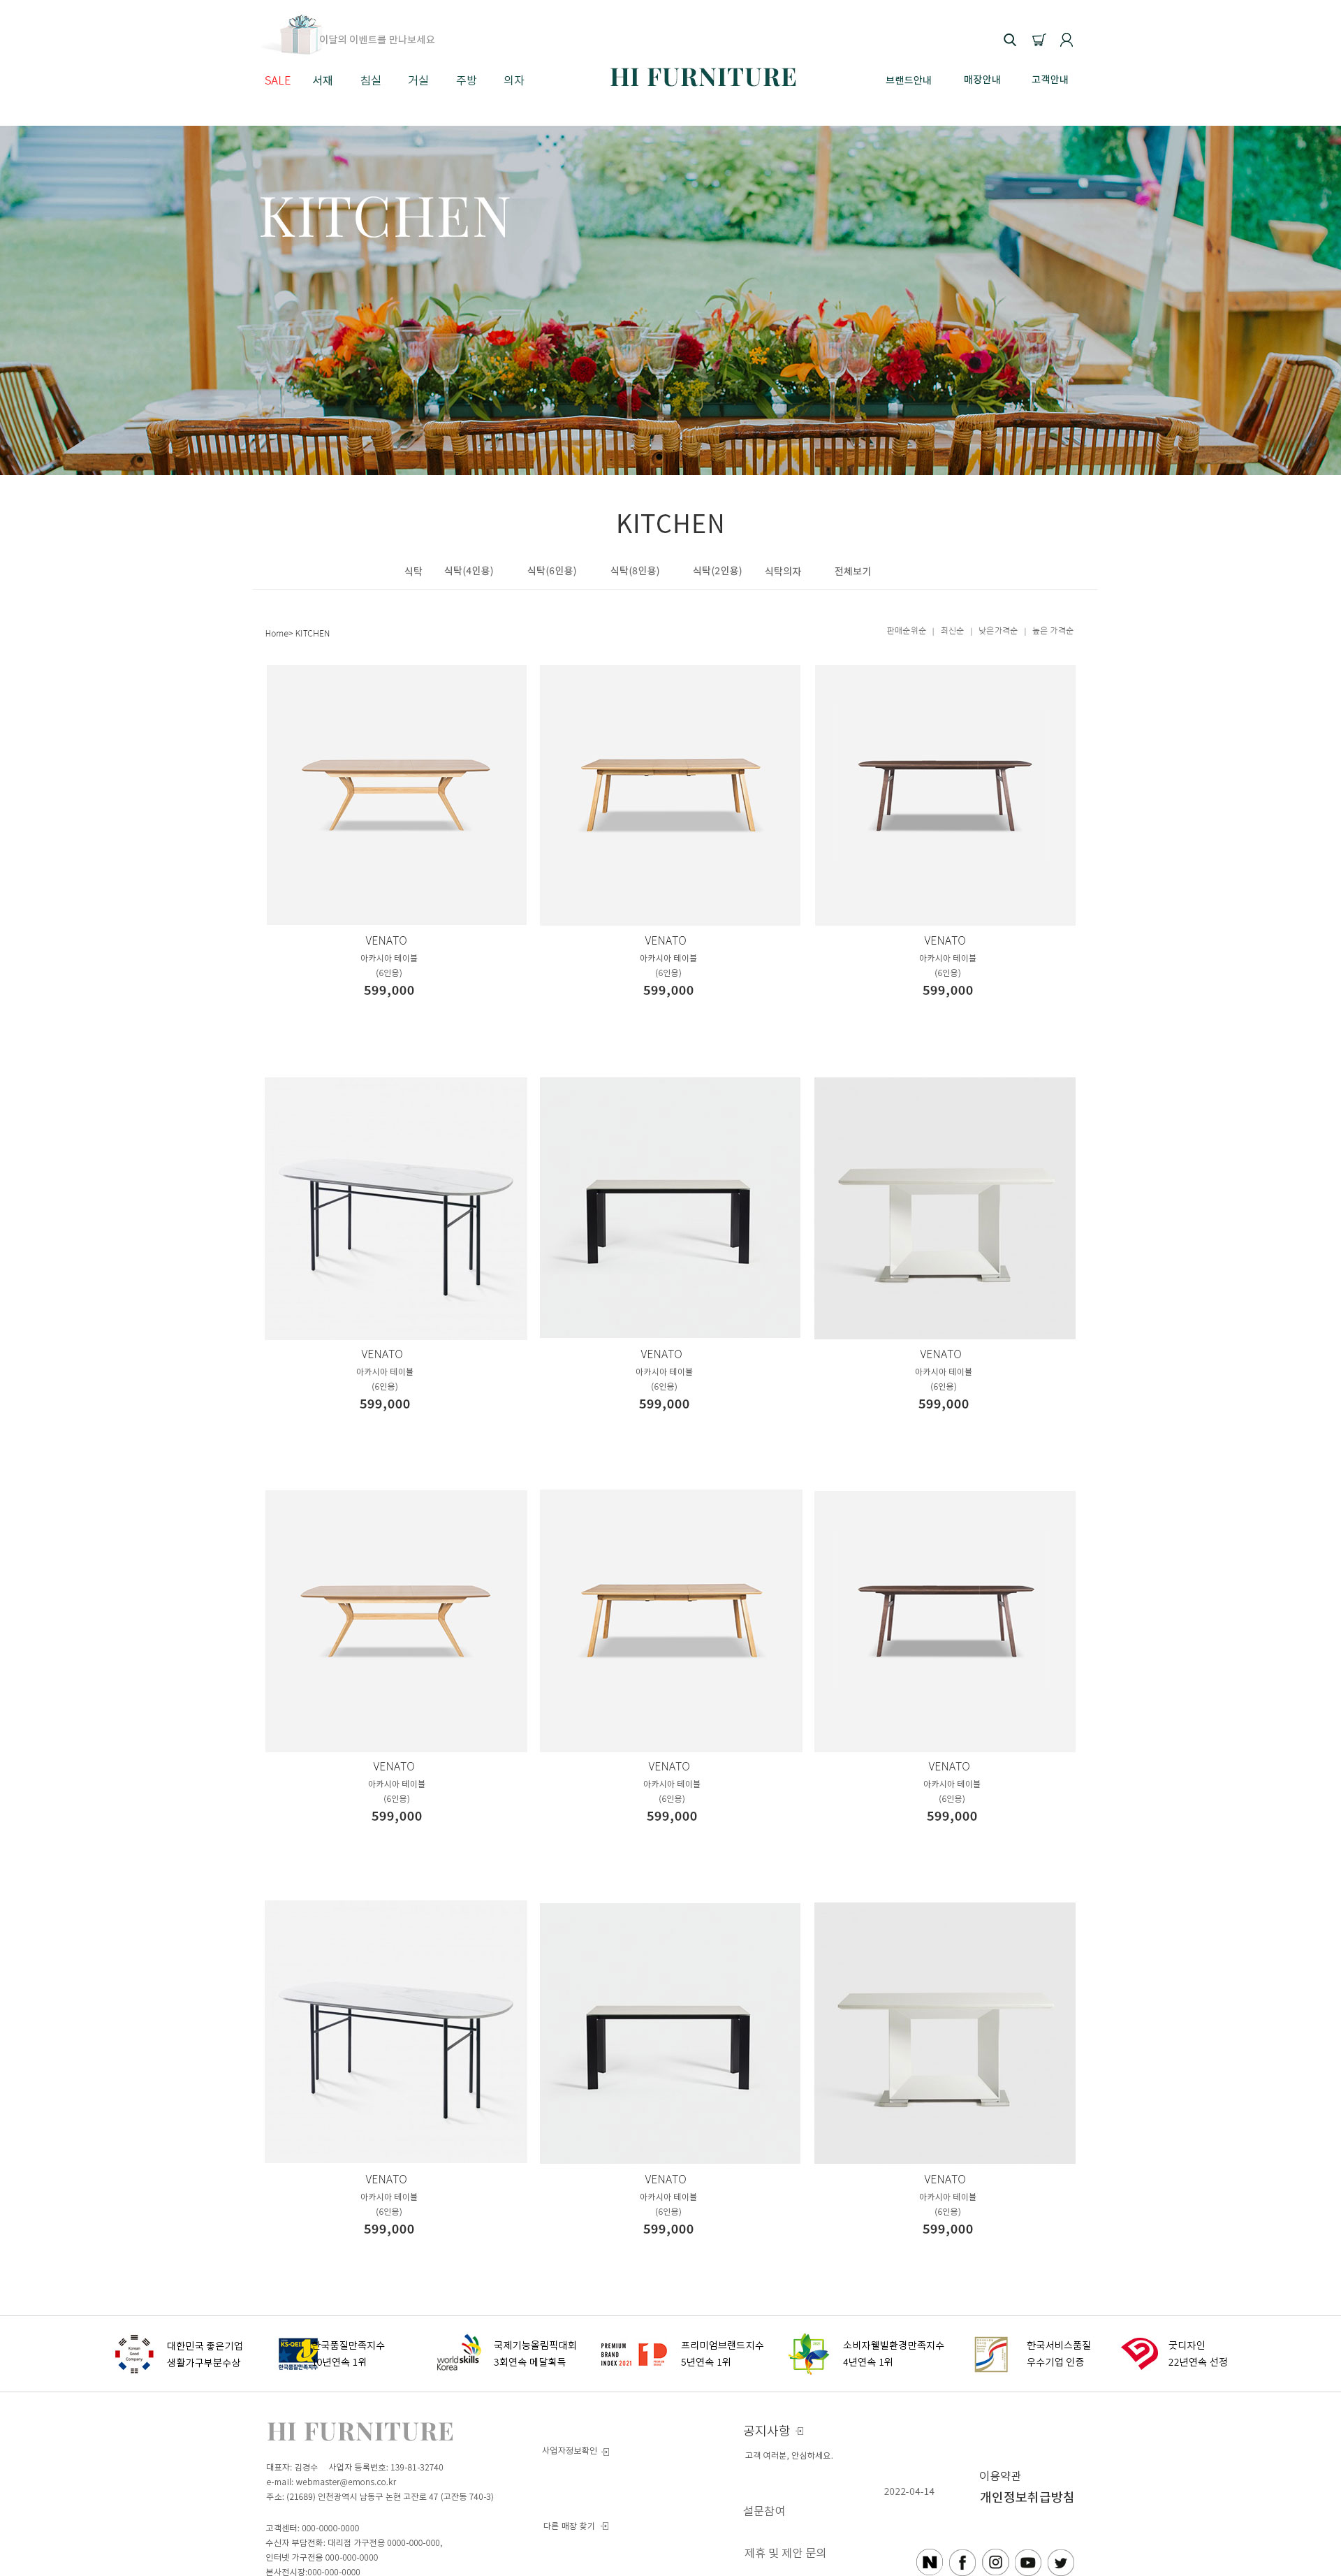 이달의 이벤트를 만나보세요
SALE 서재 침실 거실 주방 의자
HI FURNITURE
브랜드안내 매장안내 고객안내
KITCHEN
KITCHEN
식탁 식탁(4인용) 식탁(6인용) 식탁(8인용) 식탁(2인용) 식탁의자 전체보기
Home> KITCHEN
판매순위순 | 최신순 | 낮은가격순 | 높은 가격순
VENATO VENATO VENATO
아카시아 테이블 아카시아 테이블 아카시아 테이블
(6인용) (6인용) (6인용)
599,000 599,000 599,000
VENATO VENATO VENATO
아카시아 테이블 아카시아 테이블 아카시아 테이블
(6인용) (6인용) (6인용)
599,000 599,000 599,000
VENATO VENATO VENATO
아카시아 테이블 아카시아 테이블 아카시아 테이블
(6인용) (6인용) (6인용)
599,000 599,000 599,000
VENATO VENATO VENATO
아카시아 테이블 아카시아 테이블 아카시아 테이블
(6인용) (6인용) (6인용)
599,000 599,000 599,000
Korean
Good
Company
대한민국 좋은기업
생활가구부분수상
KS-QEI
한국품질만족지수
한국품질만족지수
10년연속 1위
worldskills
Korea
국제기능올림픽대회
3회연속 메달획득
PREMIUM
BRAND
INDEX 2021
프리미엄브랜드지수
5년연속 1위
소비자웰빌환경만족지수
4년연속 1위
한국서비스품질
우수기업 인증
굿디자인
22년연속 선정
HI FURNITURE
대표자: 김경수 사업자 등록번호: 139-81-32740
e-mail: webmaster@emons.co.kr
주소: (21689) 인천광역시 남동구 논현 고잔로 47 (고잔동 740-3)
고객센터: 000-0000-0000
수신자 부담전화: 대리점 가구전용 0000-000-000,
인터넷 가구전용 000-000-0000
본사전시장:000-000-0000
사업자정보확인
다른 매장 찾기
공지사항
고객 여러분, 안심하세요.
2022-04-14
설문참여
제휴 및 제안 문의
이용약관
개인정보취급방침
N